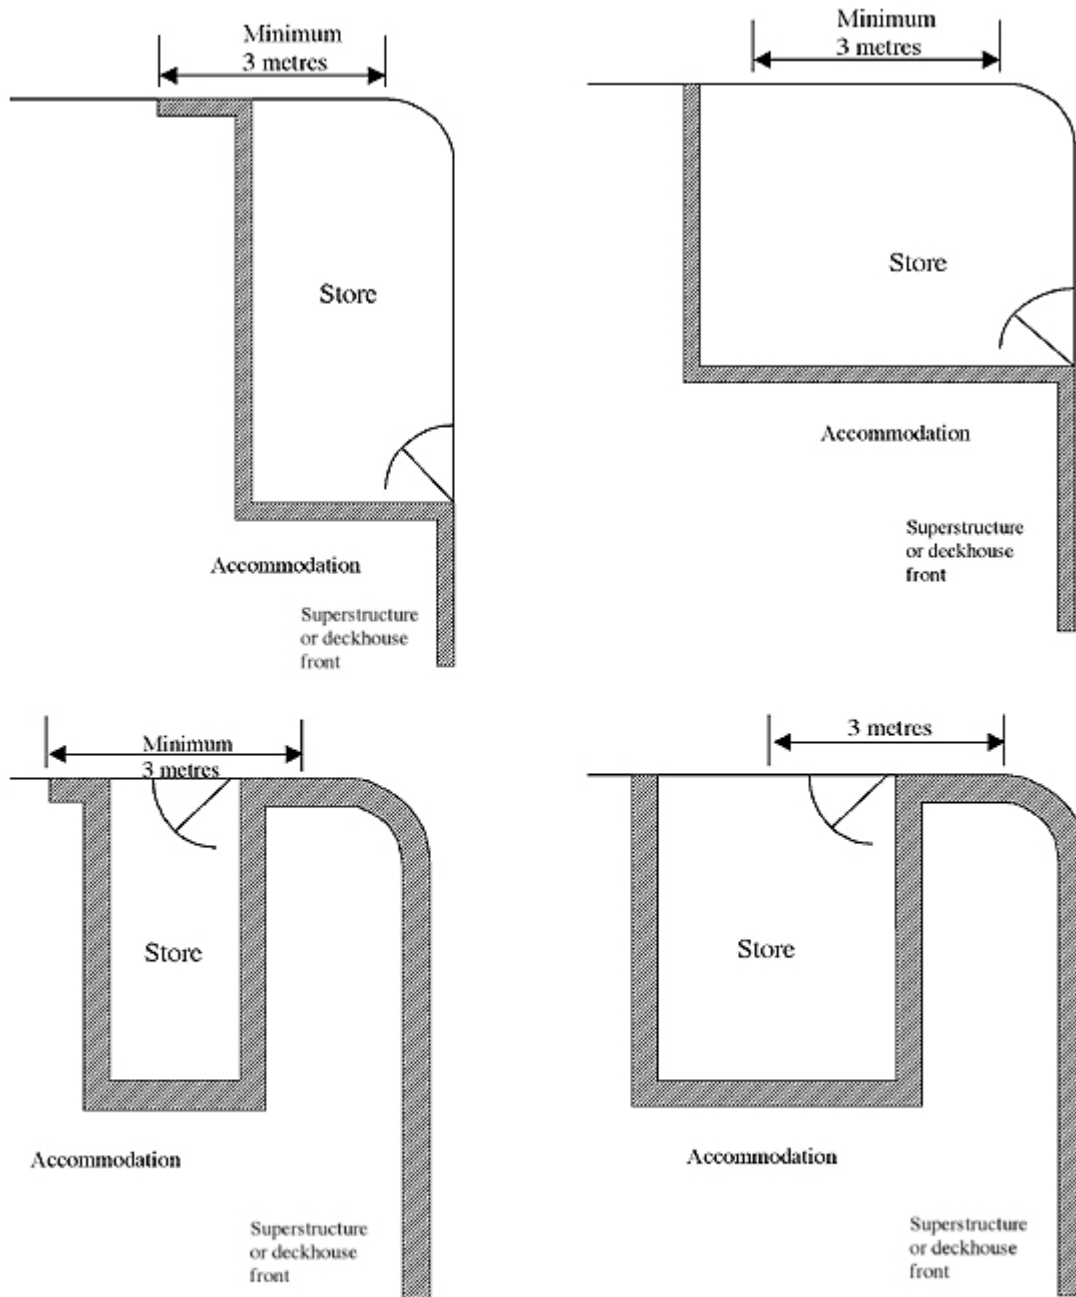 Minimum
3 metres
Store
Accommodation
Superstructure
or deckhouse
front
Minimum
3 metres
Store
Accommodation
Superstructure
or deckhouse
front
Minimum
3 metres
Store
Accommodation
Superstructure
or deckhouse
front
3 metres
Store
Accommodation
Superstructure
or deckhouse
front